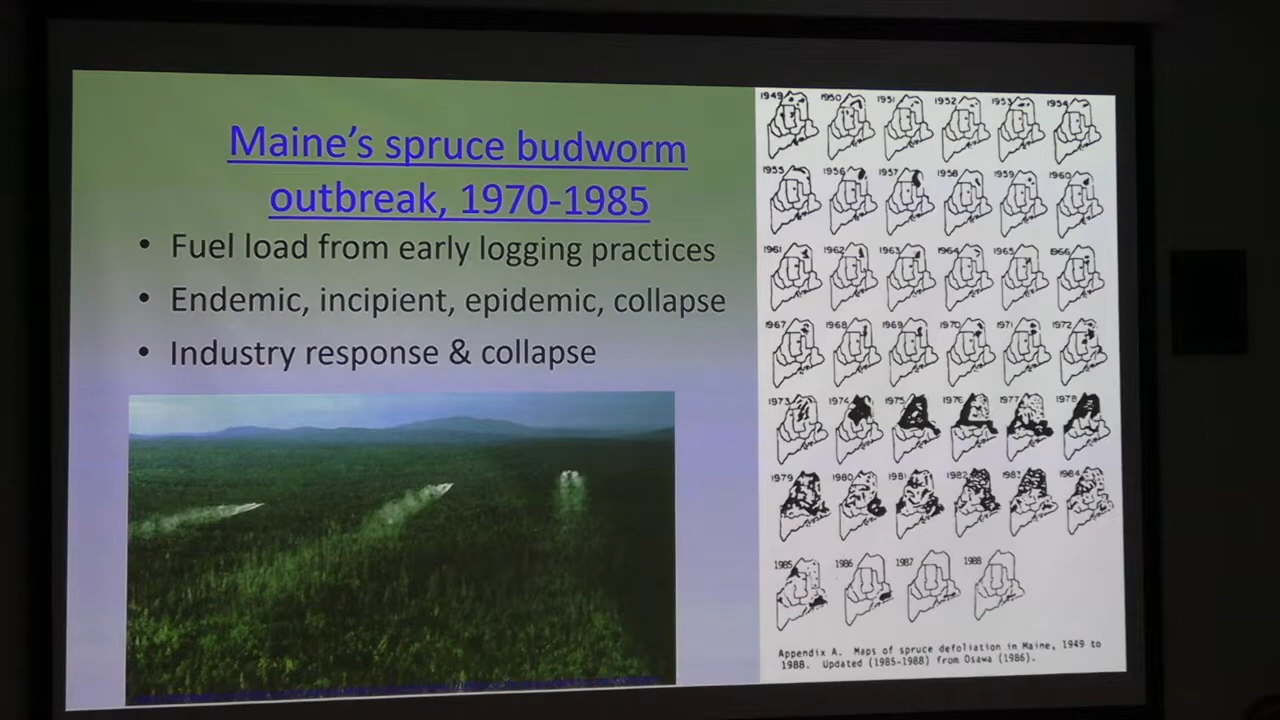 Maine's spruce budworm
outbreak, 1970-1985
• Fuel load from early logging practices
• Endemic, incipient, epidemic, collapse
• Industry response & collapse
1949 1950 1951 1952 1953 1954
1955 1956 1957 1958 1959 1960
1961 1962 1963 1964 1965 1966
1967 1968 1969 1970 1971 1972
1973 1974 1975 1976 1977 1978
1979 1980 1981 1982 1983 1984
1985 1986 1987 1988
Appendix A. Maps of spruce defoliation in Maine, 1949 to
1988. Updated (1985-1988) from Osawa (1986).